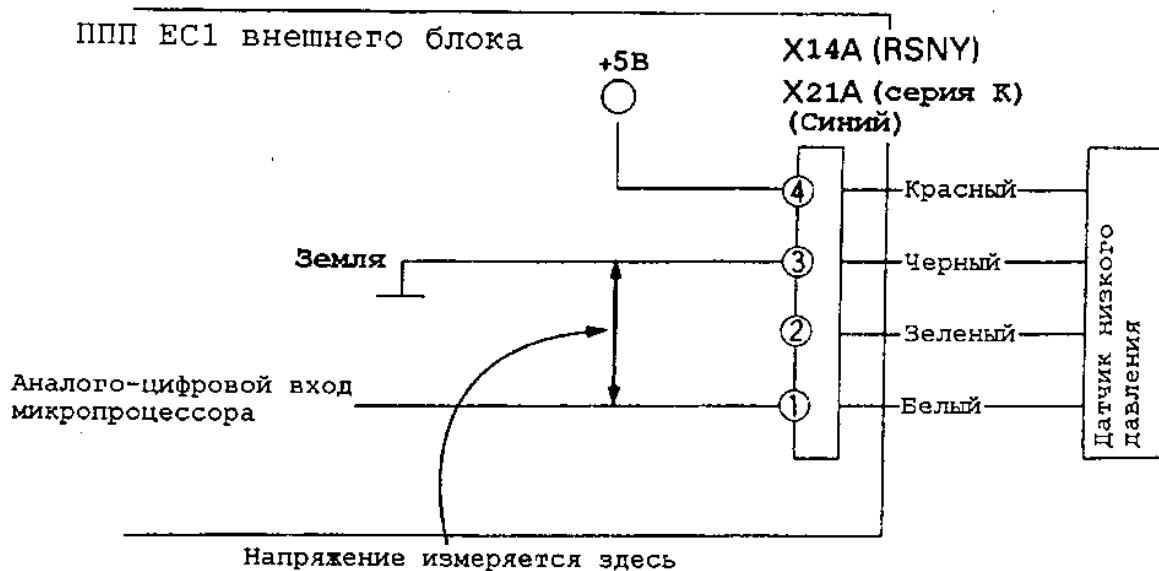 ППП EC1 внешнего блока
+5В
X14A (RSNY)
X21A (серия К)
(Синий)
4
Красный
Земля
3
Черный
2
Зеленый
Аналого-цифровой вход
микропроцессора
1
Белый
Датчик низкого
давления
Напряжение измеряется здесь